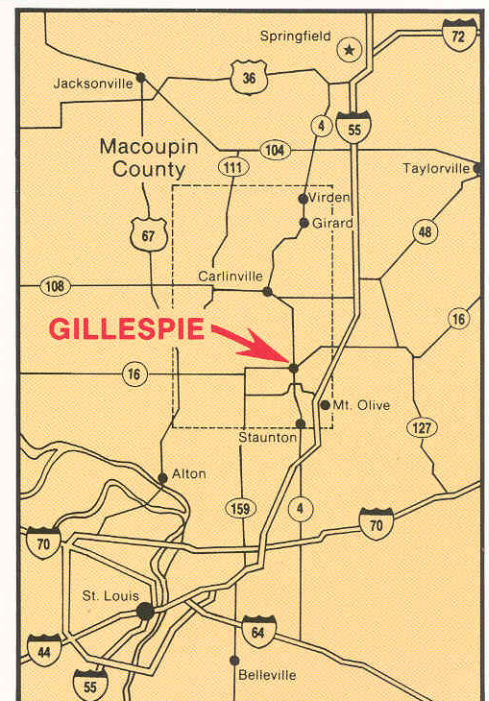 Springfield
72
Jacksonville
36
4
55
Macoupin
County
104
111
Taylorville
Virden
Girard
67
48
Carlinville
108
GILLESPIE
16
16
Mt. Olive
127
Staunton
Alton
159
4
70
70
St. Louis
64
44
Belleville
55